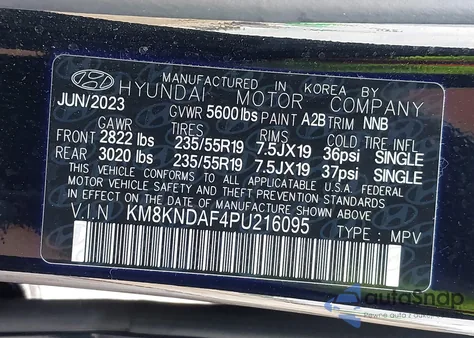 MANUFACTURED IN KOREA BY
HYUNDAI MOTOR COMPANY
JUN/2023 GVWR 5600lbs PAINT A2B TRIM NNB
GAWR TIRES RIMS COLD TIRE INFL
FRONT 2822 lbs 235/55R19 7.5JX19 36psi SINGLE
REAR 3020 lbs 235/55R19 7.5JX19 37psi SINGLE
THIS VEHICLE CONFORMS TO ALL APPLICATABLE U.S.A. FEDERAL
MOTOR VEHICLE SAFETY AND THEFT PREVENTION STANDARDS
IN EFFECT ON THE DATE OF MANUFACTURE SHOWN ABOVE.
V.I.N KM8KNDAF4PU216095
TYPE : MPV
autoSnap